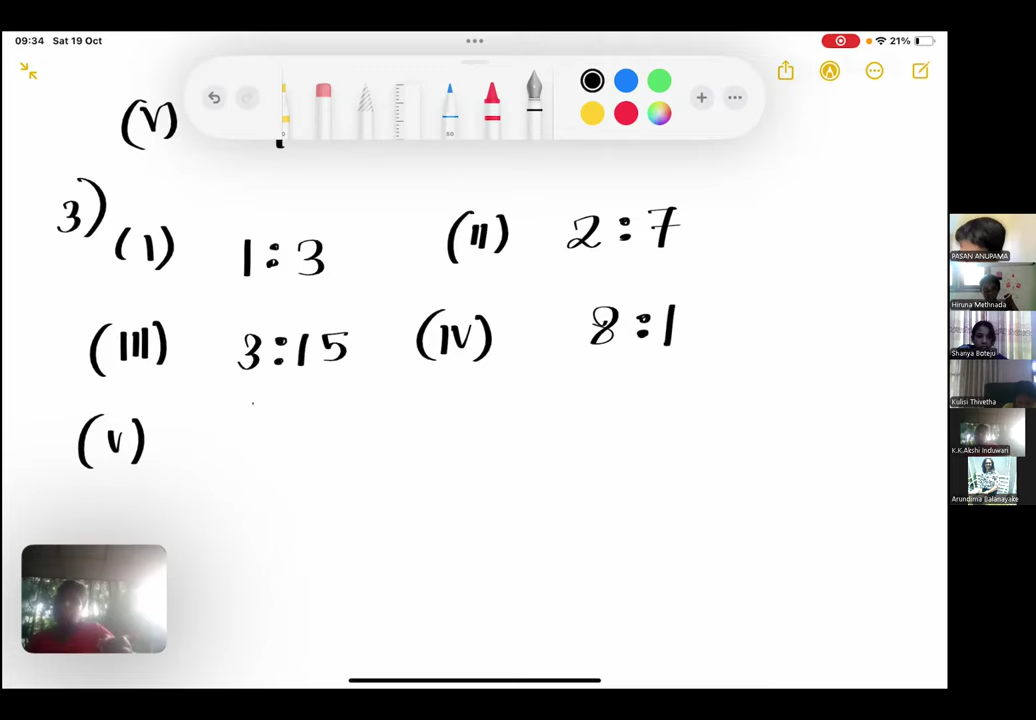 09:34 Sat 19 Oct
21%
(V)
50
3) (I) 1:3 (II) 2:7
(III) 3:15 (IV) 8:1
(V)
PASAN ANUPAMA
Hiruna Methnada
Shanya Boteju
Kulisi Thivetha
K.K.Akshi Induwari
Arundima Balanayake